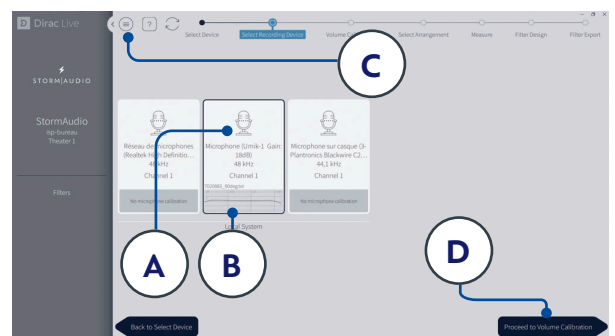 Dirac Live
?
Select Device
Select Recording Device
Volume Ca
Select Arrangement
Measure
Filter Design
Filter Export
C
STORM|AUDIO
StormAudio
isp-bureau
Theater 1
Filters
Réseau de microphones
(Realtek High Definitio...
48 kHz
Channel 1
No microphone calibration
Microphone (Umik-1 Gain:
18dB)
48 kHz
Channel 1
Microphone sur casque (3-
Plantronics Blackwire C2...
44,1 kHz
Channel 1
No microphone calibration
Local System
A
B
D
Back to Select Device
Proceed to Volume Calibration